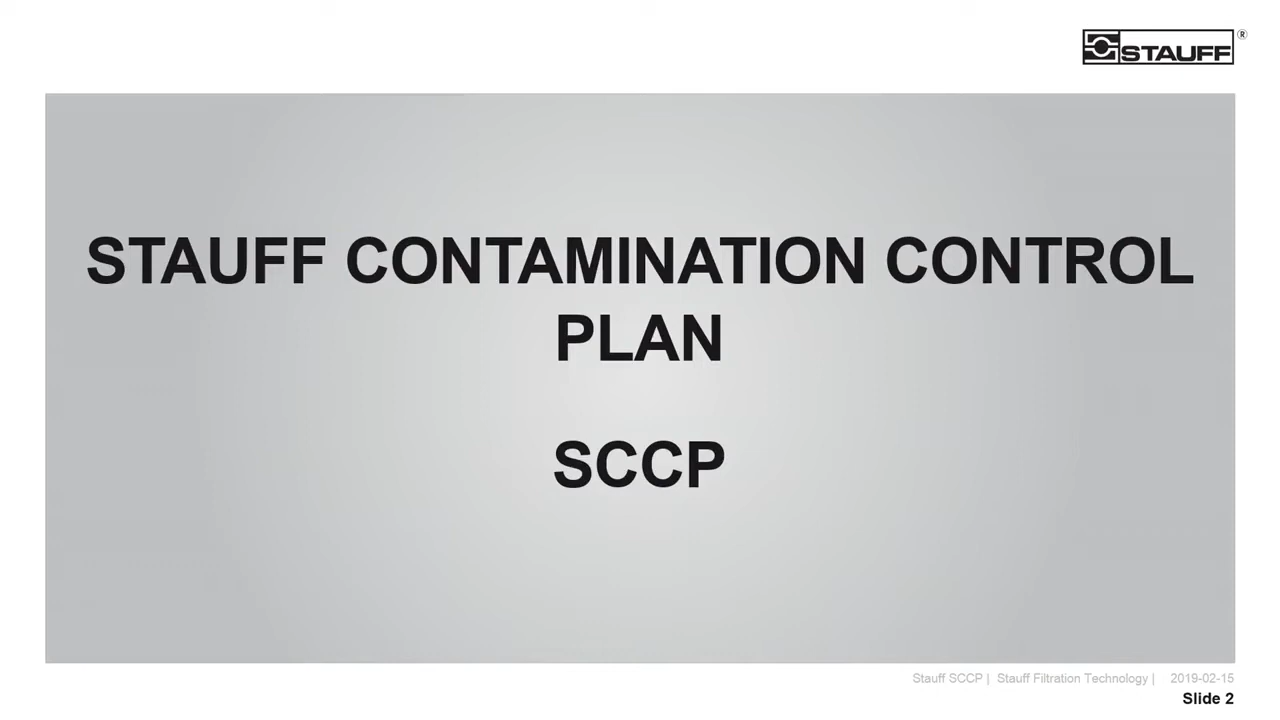 STAUFF®
STAUFF CONTAMINATION CONTROL
PLAN
SCCP
Stauff SCCP | Stauff Filtration Technology | 2019-02-15
Slide 2